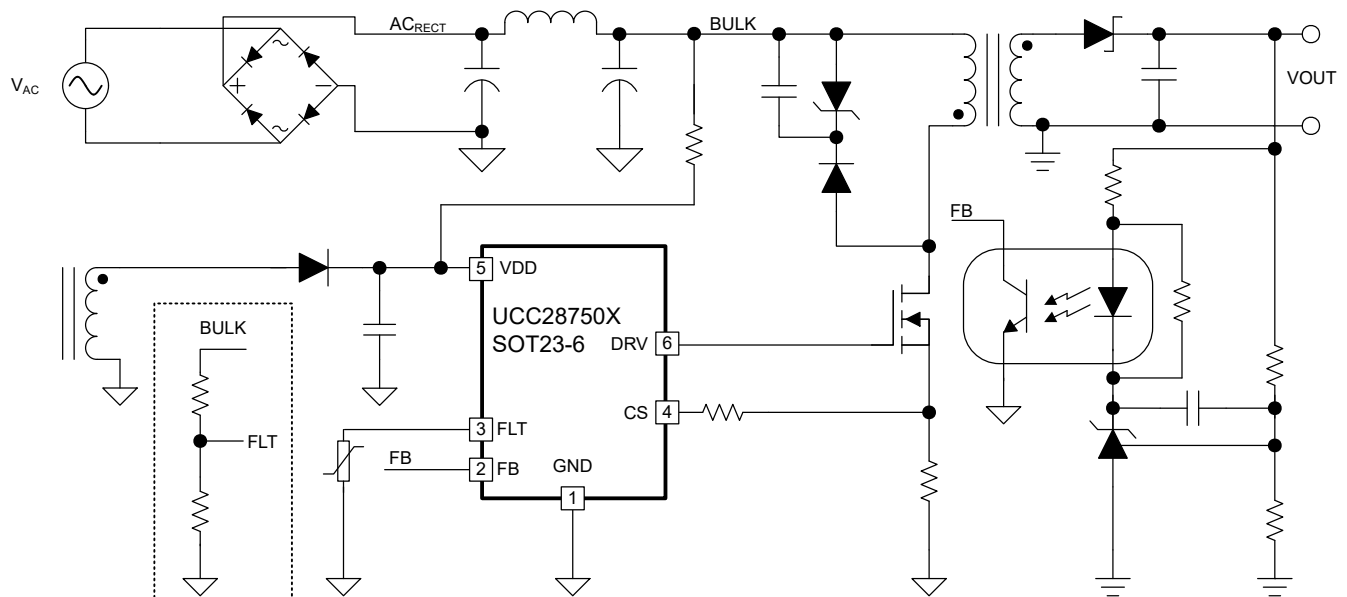 AC_RECT
BULK
V_AC
VOUT
FB
5
VDD
UCC28750X
SOT23-6
DRV
6
BULK
FLT
CS
4
3
FLT
FB
2
FB
GND
1